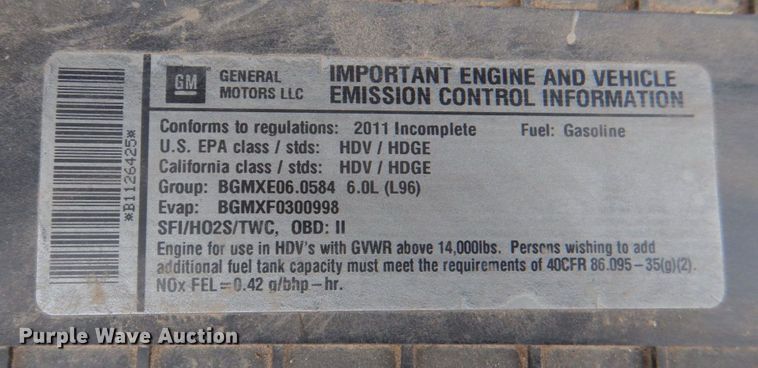 *B1126425*
GM GENERAL MOTORS LLC
IMPORTANT ENGINE AND VEHICLE
EMISSION CONTROL INFORMATION
Conforms to regulations: 2011 Incomplete Fuel: Gasoline
U.S. EPA class / stds: HDV / HDGE
California class / stds: HDV / HDGE
Group: BGMXE06.0584 6.0L (L96)
Evap: BGMXF0300998
SFI/HO2S/TWC, OBD: II
Engine for use in HDV's with GVWR above 14,000lbs. Persons wishing to add
additional fuel tank capacity must meet the requirements of 40CFR 86.095-35(g)(2).
NOx FEL=0.42 g/bhp-hr.
Purple Wave Auction